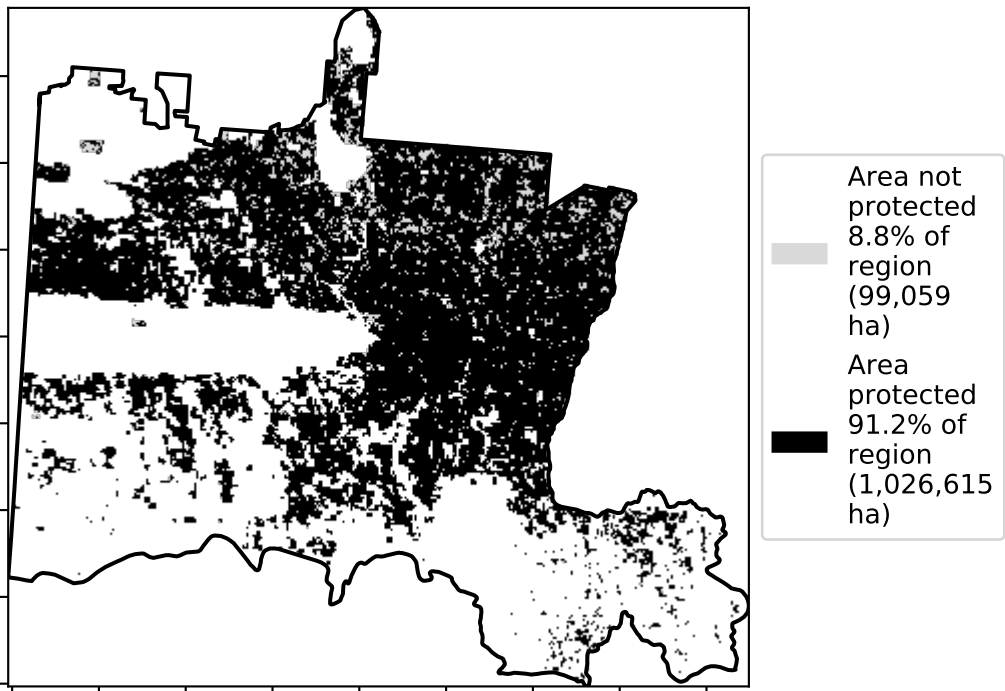 Area not
protected
8.8% of
region
(99,059
ha)
Area
protected
91.2% of
region
(1,026,615
ha)